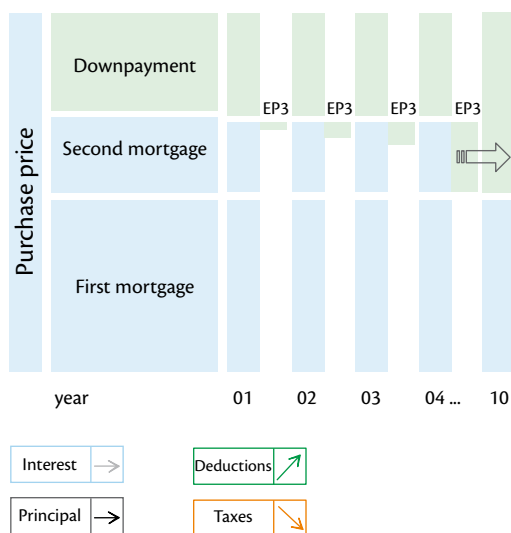 Purchase price
Downpayment
EP3 EP3 EP3 EP3
Second mortgage
First mortgage
year 01 02 03 04 ... 10
Interest
Deductions
Principal
Taxes